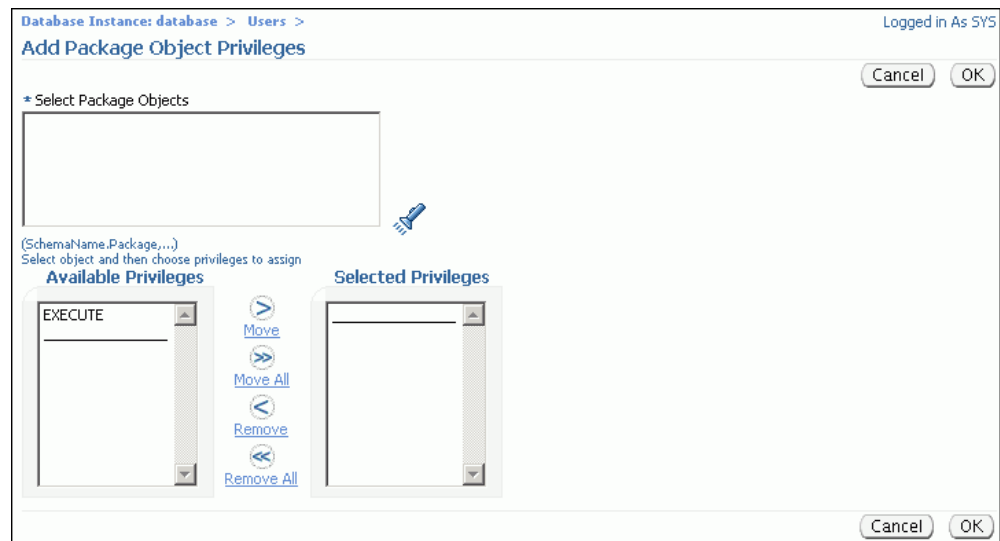 Database Instance: database > Users >
Logged in As SYS
Add Package Object Privileges
Cancel OK
* Select Package Objects
(SchemaName.Package,...)
Select object and then choose privileges to assign
Available Privileges
Selected Privileges
EXECUTE
Move
Move All
Remove
Remove All
Cancel OK